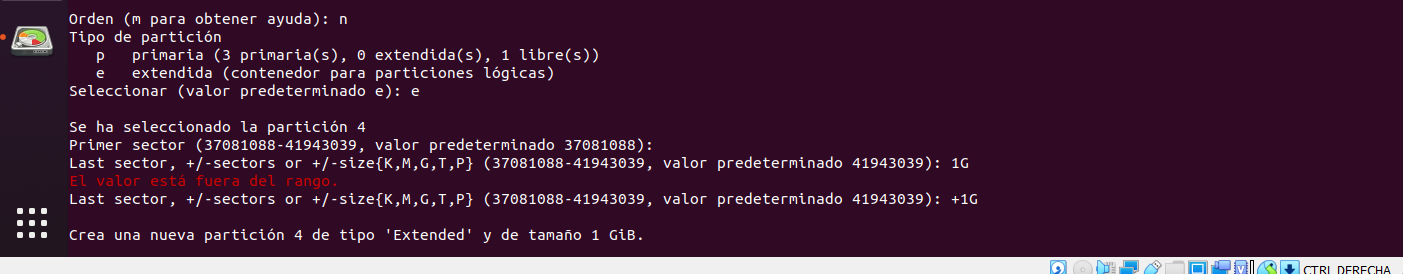 Orden (m para obtener ayuda): n
Tipo de partición
   p   primaria (3 primaria(s), 0 extendida(s), 1 libre(s))
   e   extendida (contenedor para particiones lógicas)
Seleccionar (valor predeterminado e): e
Se ha seleccionado la partición 4
Primer sector (37081088-41943039, valor predeterminado 37081088):
Last sector, +/-sectors or +/-size{K,M,G,T,P} (37081088-41943039, valor predeterminado 41943039): 1G
El valor está fuera del rango.
Last sector, +/-sectors or +/-size{K,M,G,T,P} (37081088-41943039, valor predeterminado 41943039): +1G
Crea una nueva partición 4 de tipo 'Extended' y de tamaño 1 GiB.
CTRL DERECHA